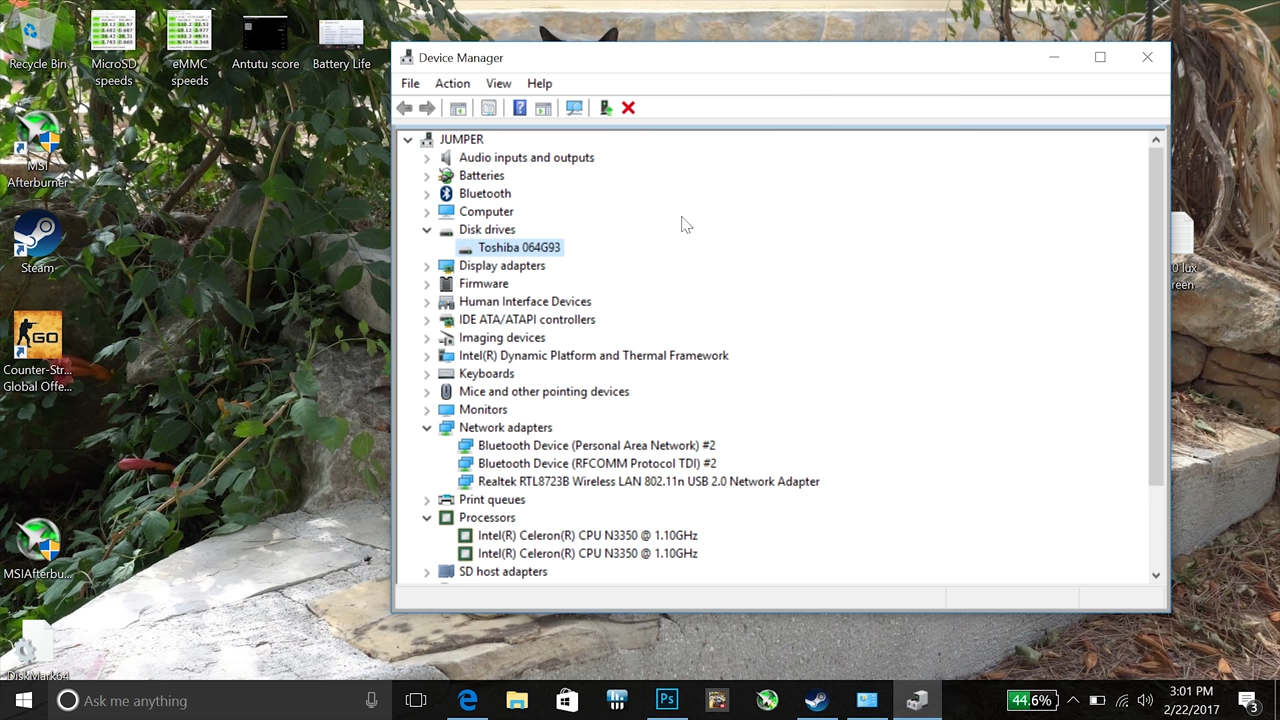 Recycle Bin
MicroSD
speeds
eMMC
speeds
Antutu score
Battery Life
MSI
Afterburner
Steam
GO
Counter-Str...
Global Offe...
MSIAfterbu...
DiskMark64
Device Manager
File Action View Help
JUMPER
Audio inputs and outputs
Batteries
Bluetooth
Computer
Disk drives
Toshiba 064G93
Display adapters
Firmware
Human Interface Devices
IDE ATA/ATAPI controllers
Imaging devices
Intel(R) Dynamic Platform and Thermal Framework
Keyboards
Mice and other pointing devices
Monitors
Network adapters
Bluetooth Device (Personal Area Network) #2
Bluetooth Device (RFCOMM Protocol TDI) #2
Realtek RTL8723B Wireless LAN 802.11n USB 2.0 Network Adapter
Print queues
Processors
Intel(R) Celeron(R) CPU N3350 @ 1.10GHz
Intel(R) Celeron(R) CPU N3350 @ 1.10GHz
SD host adapters
0 lux
reen
Ask me anything
Ps
44.6%
3:01 PM
2/22/2017
3